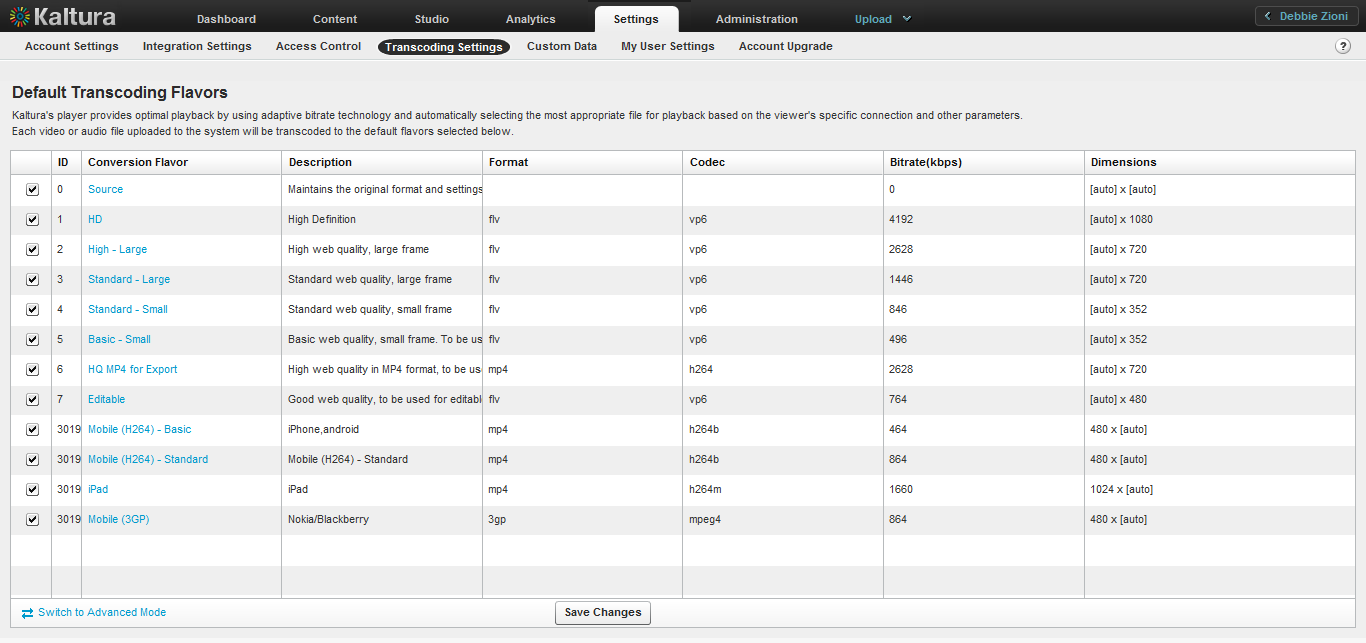 Kaltura Dashboard Content Studio Analytics Settings Administration Upload Debbie Zioni
Account Settings Integration Settings Access Control Transcoding Settings Custom Data My User Settings Account Upgrade ?
Default Transcoding Flavors
Kaltura's player provides optimal playback by using adaptive bitrate technology and automatically selecting the most appropriate file for playback based on the viewer's specific connection and other parameters.
Each video or audio file uploaded to the system will be transcoded to the default flavors selected below.
ID Conversion Flavor Description Format Codec Bitrate(kbps) Dimensions
0 Source Maintains the original format and settings 0 [auto] x [auto]
1 HD High Definition flv vp6 4192 [auto] x 1080
2 High - Large High web quality, large frame flv vp6 2628 [auto] x 720
3 Standard - Large Standard web quality, large frame flv vp6 1446 [auto] x 720
4 Standard - Small Standard web quality, small frame flv vp6 846 [auto] x 352
5 Basic - Small Basic web quality, small frame. To be us flv vp6 496 [auto] x 352
6 HQ MP4 for Export High web quality in MP4 format, to be us mp4 h264 2628 [auto] x 720
7 Editable Good web quality, to be used for editabl flv vp6 764 [auto] x 480
3019 Mobile (H264) - Basic iPhone,android mp4 h264b 464 480 x [auto]
3019 Mobile (H264) - Standard Mobile (H264) - Standard mp4 h264b 864 480 x [auto]
3019 iPad iPad mp4 h264m 1660 1024 x [auto]
3019 Mobile (3GP) Nokia/Blackberry 3gp mpeg4 864 480 x [auto]
Switch to Advanced Mode Save Changes